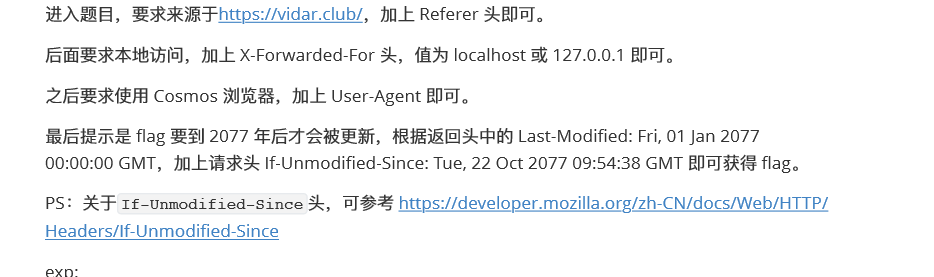 进入题目，要求来源于https://vidar.club/，加上 Referer 头即可。
后面要求本地访问，加上 X-Forwarded-For 头，值为 localhost 或 127.0.0.1 即可。
之后要求使用 Cosmos 浏览器，加上 User-Agent 即可。
最后提示是 flag 要到 2077 年后才会被更新，根据返回头中的 Last-Modified: Fri, 01 Jan 2077
00:00:00 GMT，加上请求头 If-Unmodified-Since: Tue, 22 Oct 2077 09:54:38 GMT 即可获得 flag。
PS：关于 If-Unmodified-Since 头，可参考 https://developer.mozilla.org/zh-CN/docs/Web/HTTP/
Headers/If-Unmodified-Since
exp: